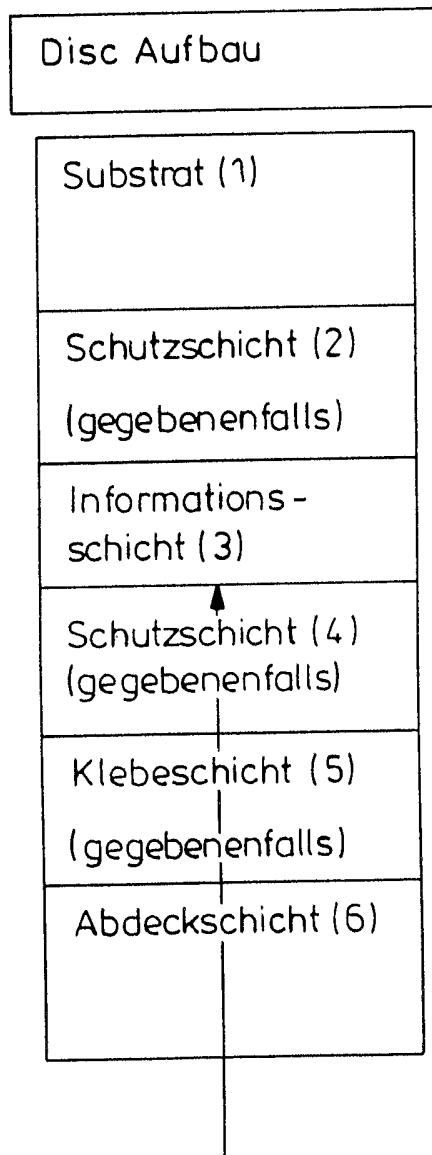 Disc Aufbau
Substrat (1)
Schutzschicht (2)
(gegebenenfalls)
Informations-
schicht (3)
Schutzschicht (4)
(gegebenenfalls)
Klebeschicht (5)
(gegebenenfalls)
Abdeckschicht (6)